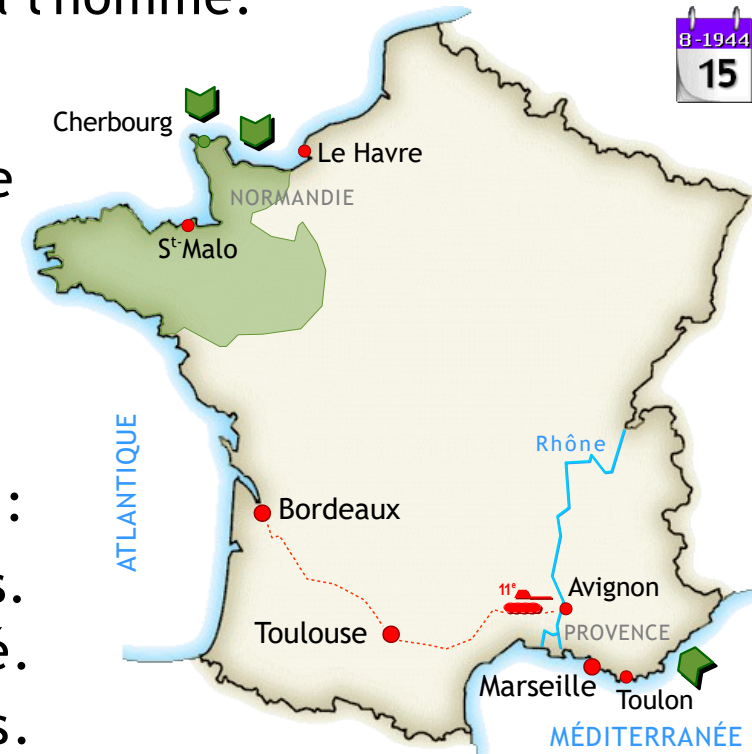 l'homme.
8-1944
15
Cherbourg
Le Havre
e
NORMANDIE
St-Malo
ATLANTIQUE
Rhône
:
Bordeaux
s.
11e
Avignon
Toulouse
PROVENCE
é.
Marseille
Toulon
s.
MÉDITERRANÉE